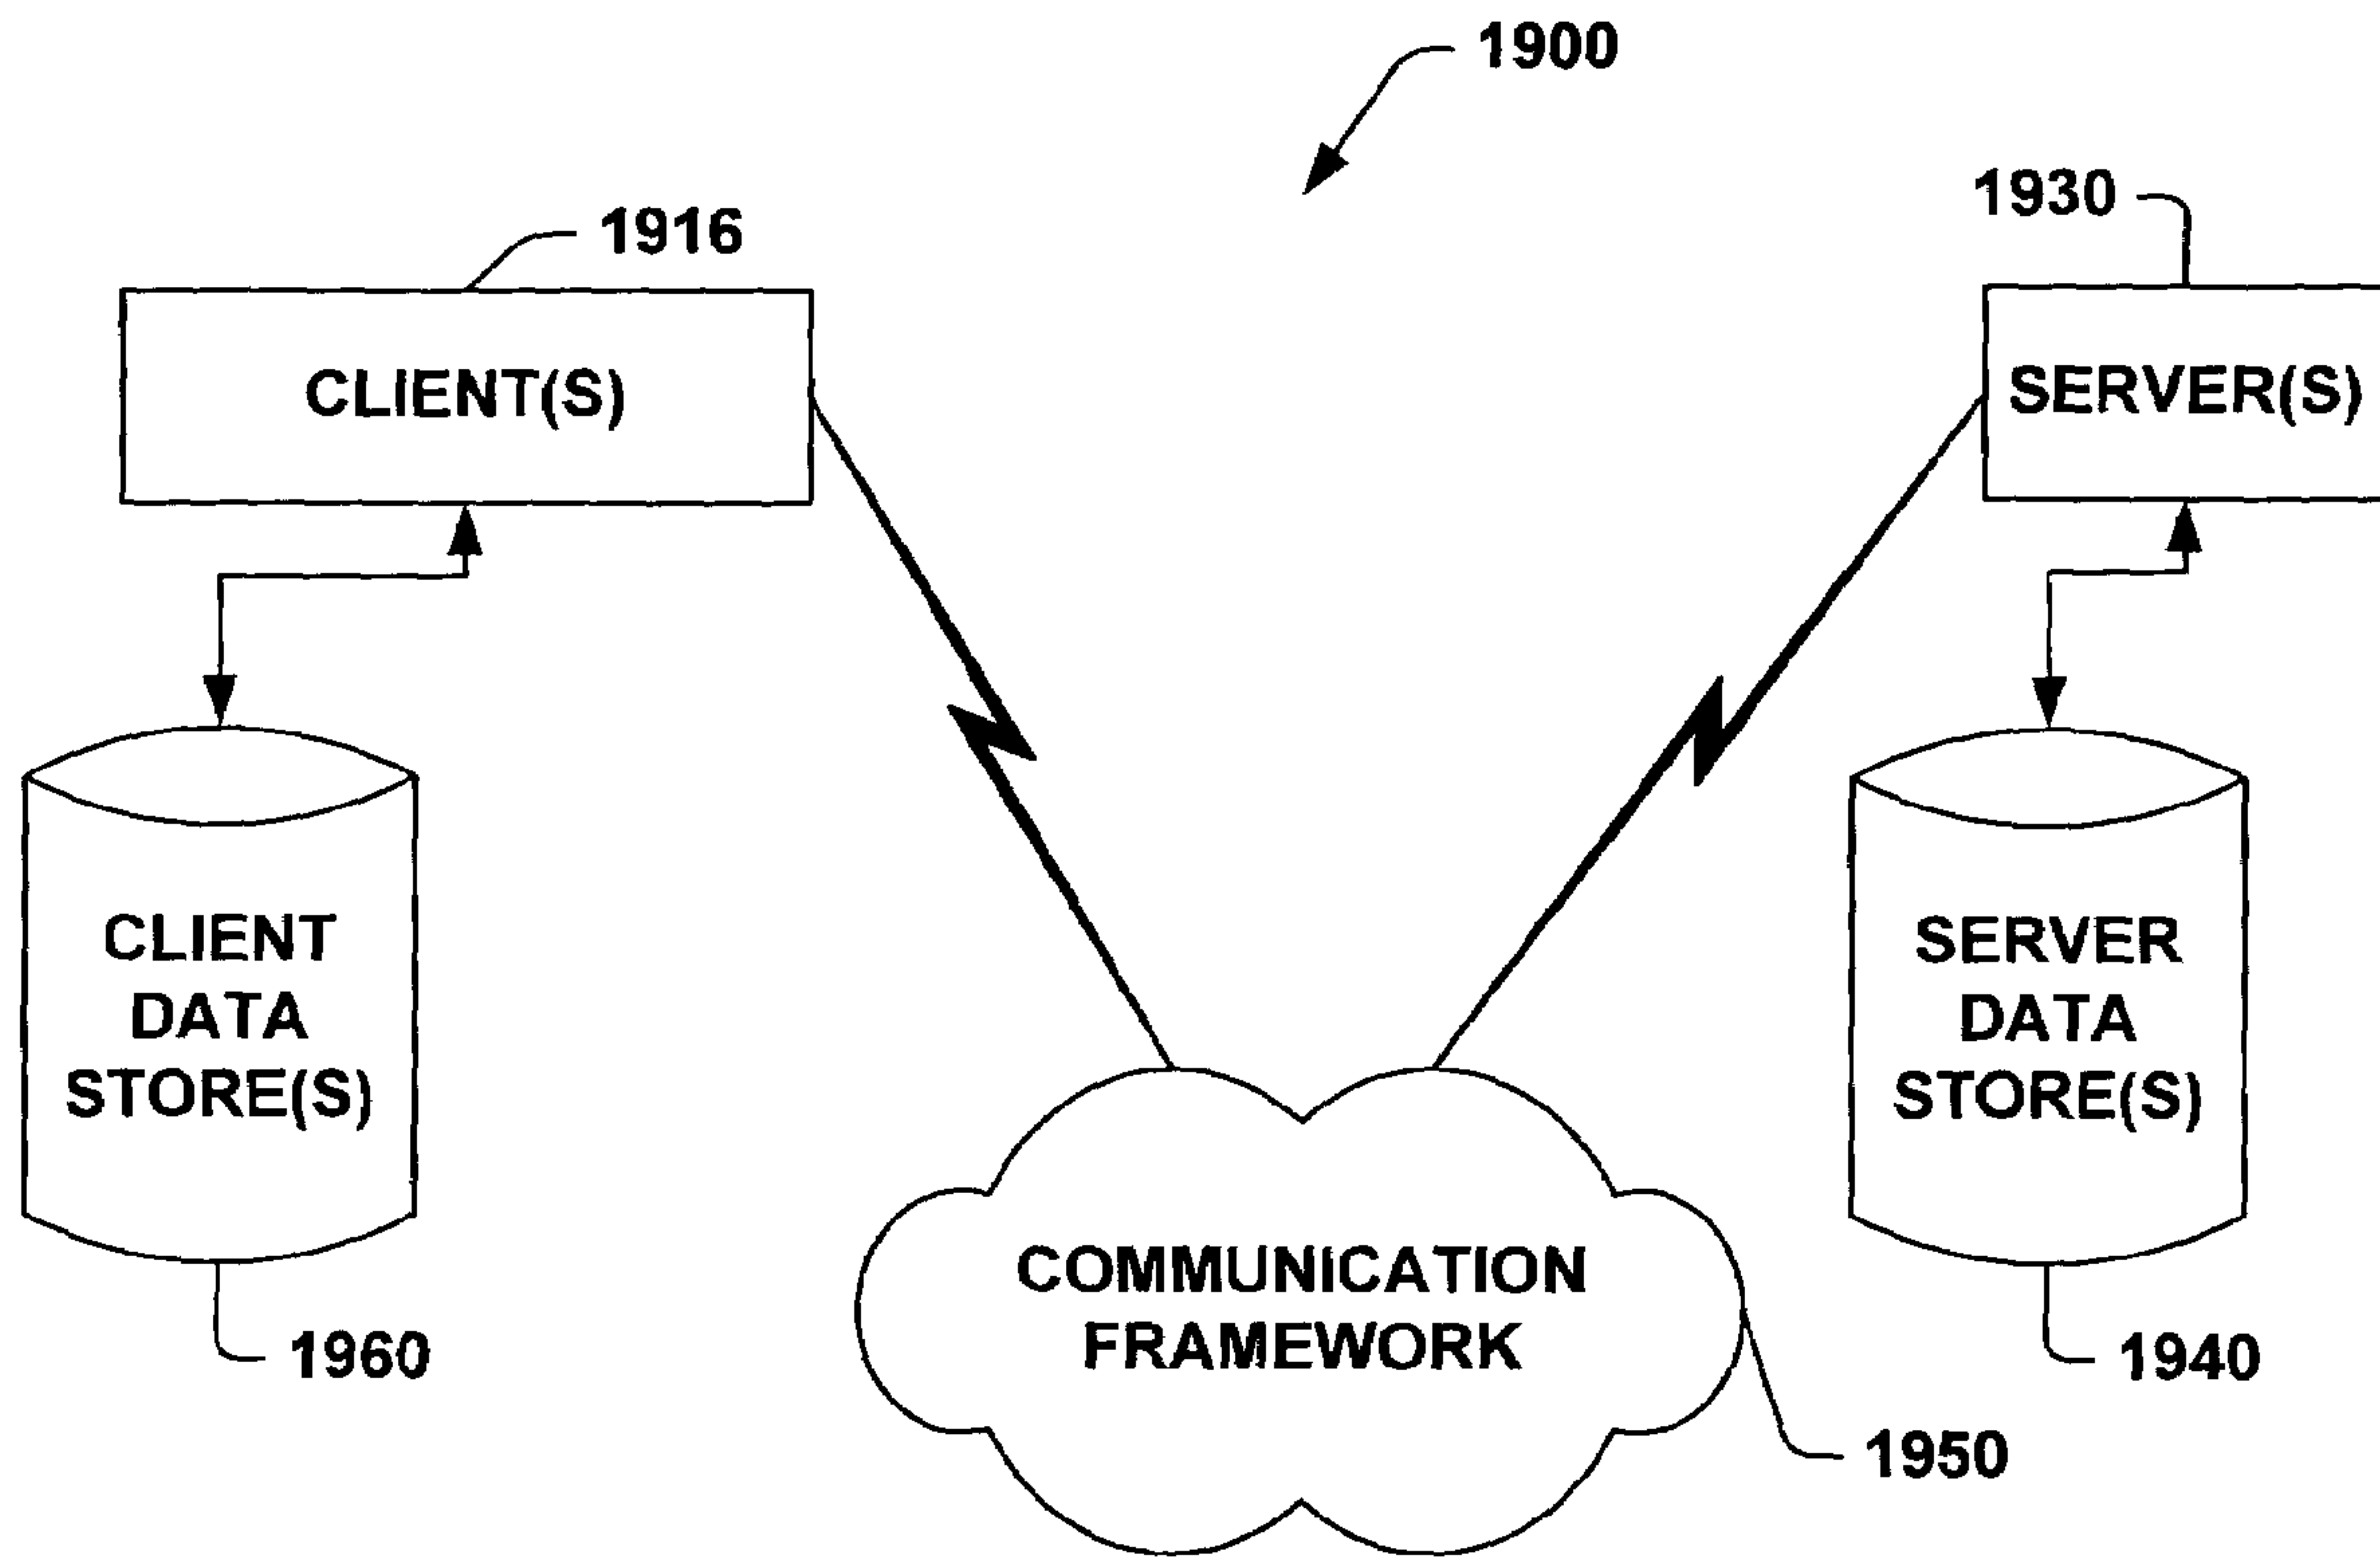 1900
1916
1930
CLIENT(S)
SERVER(S)
CLIENT
DATA
STORE(S)
SERVER
DATA
STORE(S)
COMMUNICATION
FRAMEWORK
1960
1940
1950